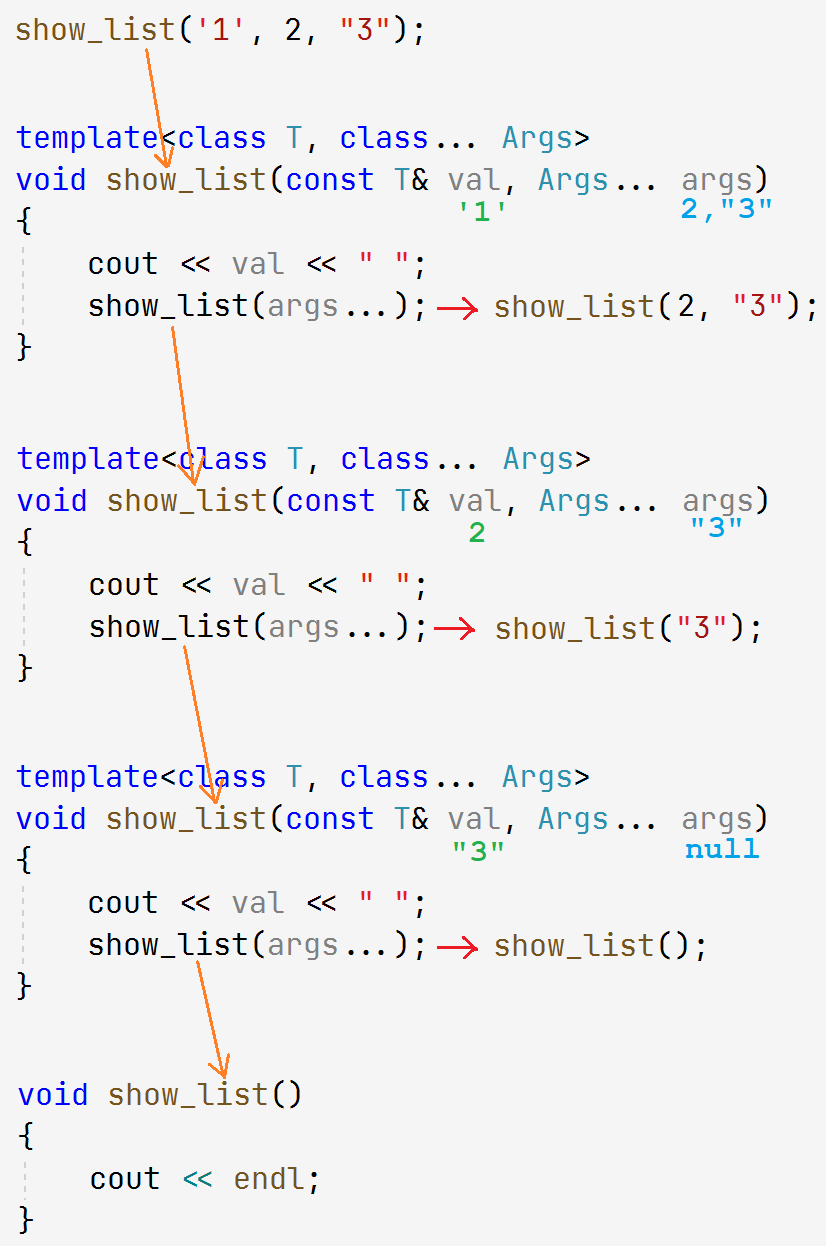 show_list('1', 2, "3");
template<class T, class... Args>
void show_list(const T& val, Args... args)
'1' 2,"3"
{
cout << val << " ";
show_list(args...); show_list(2, "3");
}
template<class T, class... Args>
void show_list(const T& val, Args... args)
2 "3"
{
cout << val << " ";
show_list(args...); show_list("3");
}
template<class T, class... Args>
void show_list(const T& val, Args... args)
"3" null
{
cout << val << " ";
show_list(args...); show_list();
}
void show_list()
{
cout << endl;
}